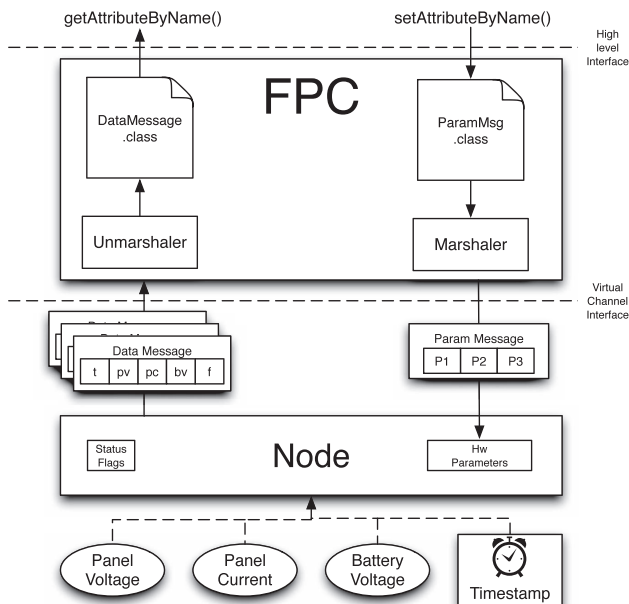 getAttributeByName()
setAttributeByName()
High
level
Interface
FPC
DataMessage
.class
ParamMsg
.class
Unmarshaler
Marshaler
Virtual
Channel
Interface
Data Message
t pv pc bv f
Param Message
P1 P2 P3
Status
Flags
Node
Hw
Parameters
Panel
Voltage
Panel
Current
Battery
Voltage
Timestamp